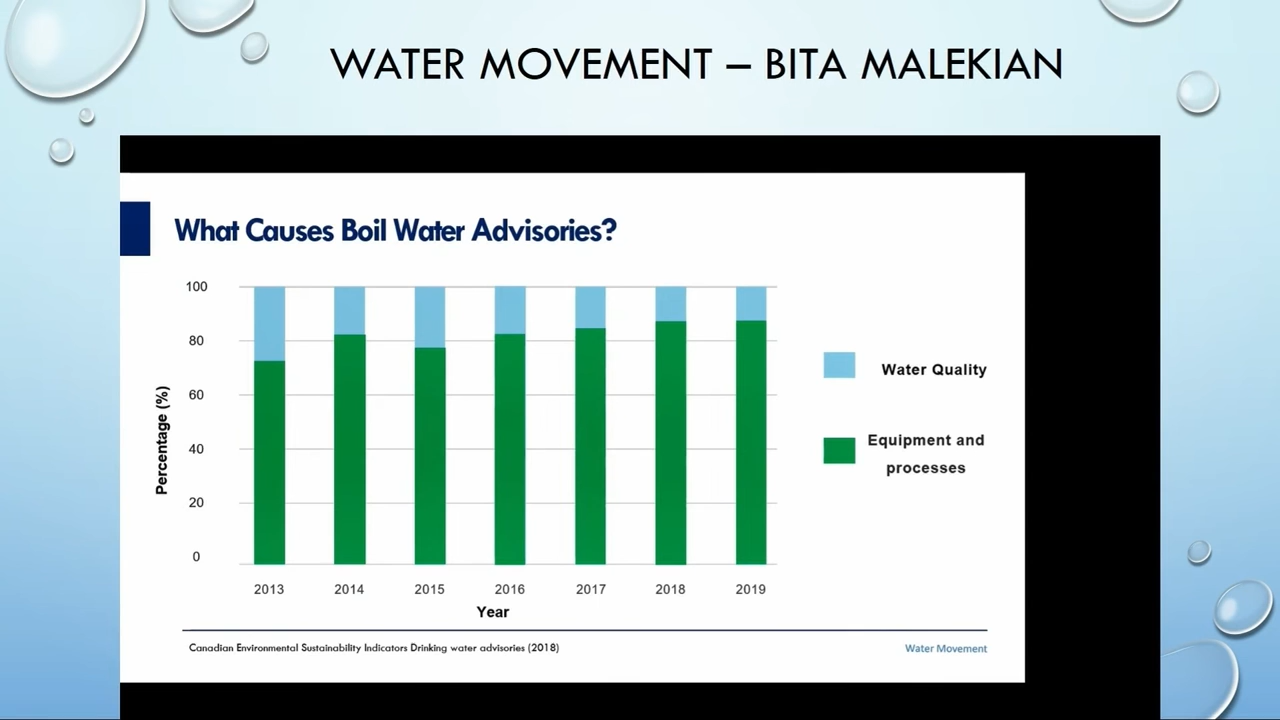 WATER MOVEMENT – BITA MALEKIAN
What Causes Boil Water Advisories?
100
80
60
40
20
0
Percentage (%)
2013 2014 2015 2016 2017 2018 2019
Year
Water Quality
Equipment and
processes
Canadian Environmental Sustainability Indicators Drinking water advisories (2018)
Water Movement